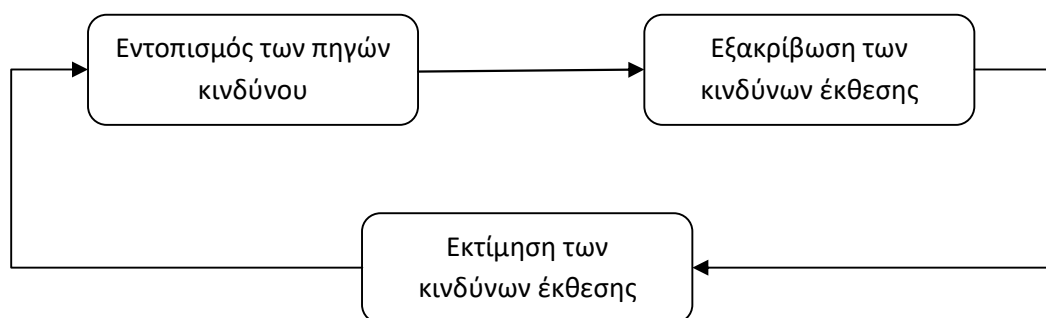 Εντοπισμός των πηγών
κινδύνου
Εξακρίβωση των
κινδύνων έκθεσης
Εκτίμηση των
κινδύνων έκθεσης